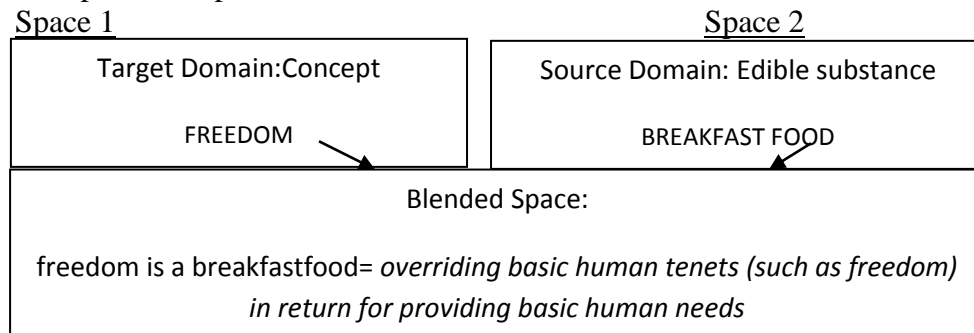 Space 1
Space 2
Target Domain:Concept
FREEDOM
Source Domain: Edible substance
BREAKFAST FOOD
Blended Space:
freedom is a breakfastfood= overriding basic human tenets (such as freedom)
in return for providing basic human needs